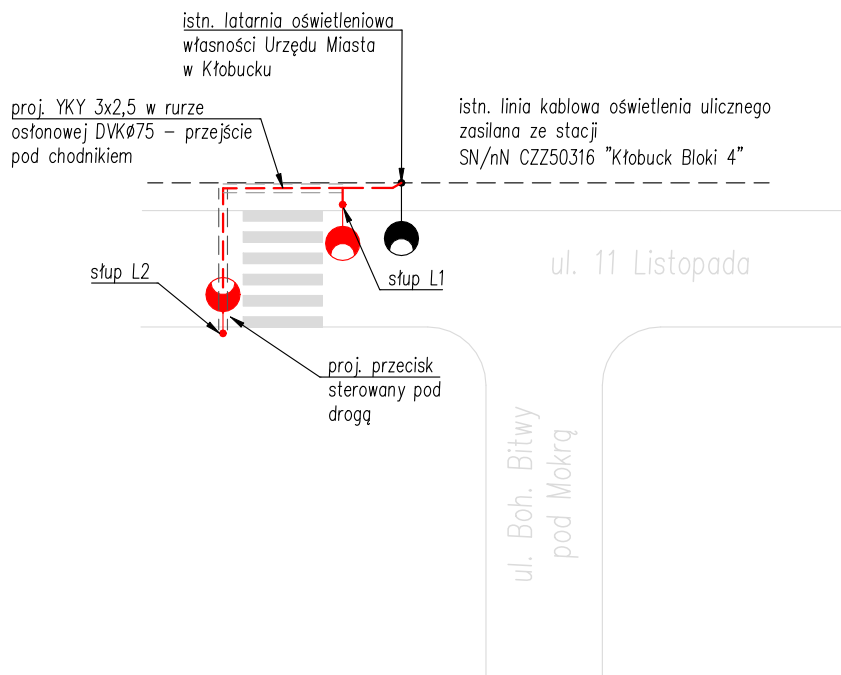 istn. latarnia oświetleniowa
własności Urzędu Miasta
w Kłobucku
proj. YKY 3x2,5 w rurze
osłonowej DVKø75 – przejście
pod chodnikiem
istn. linia kablowa oświetlenia ulicznego
zasilana ze stacji
SN/nN CZZ50316 "Kłobuck Bloki 4"
ul. 11 Listopada
słup L2
słup L1
proj. przecisk
sterowany pod
drogą
ul. Boh. Bitwy
pod Mokrą